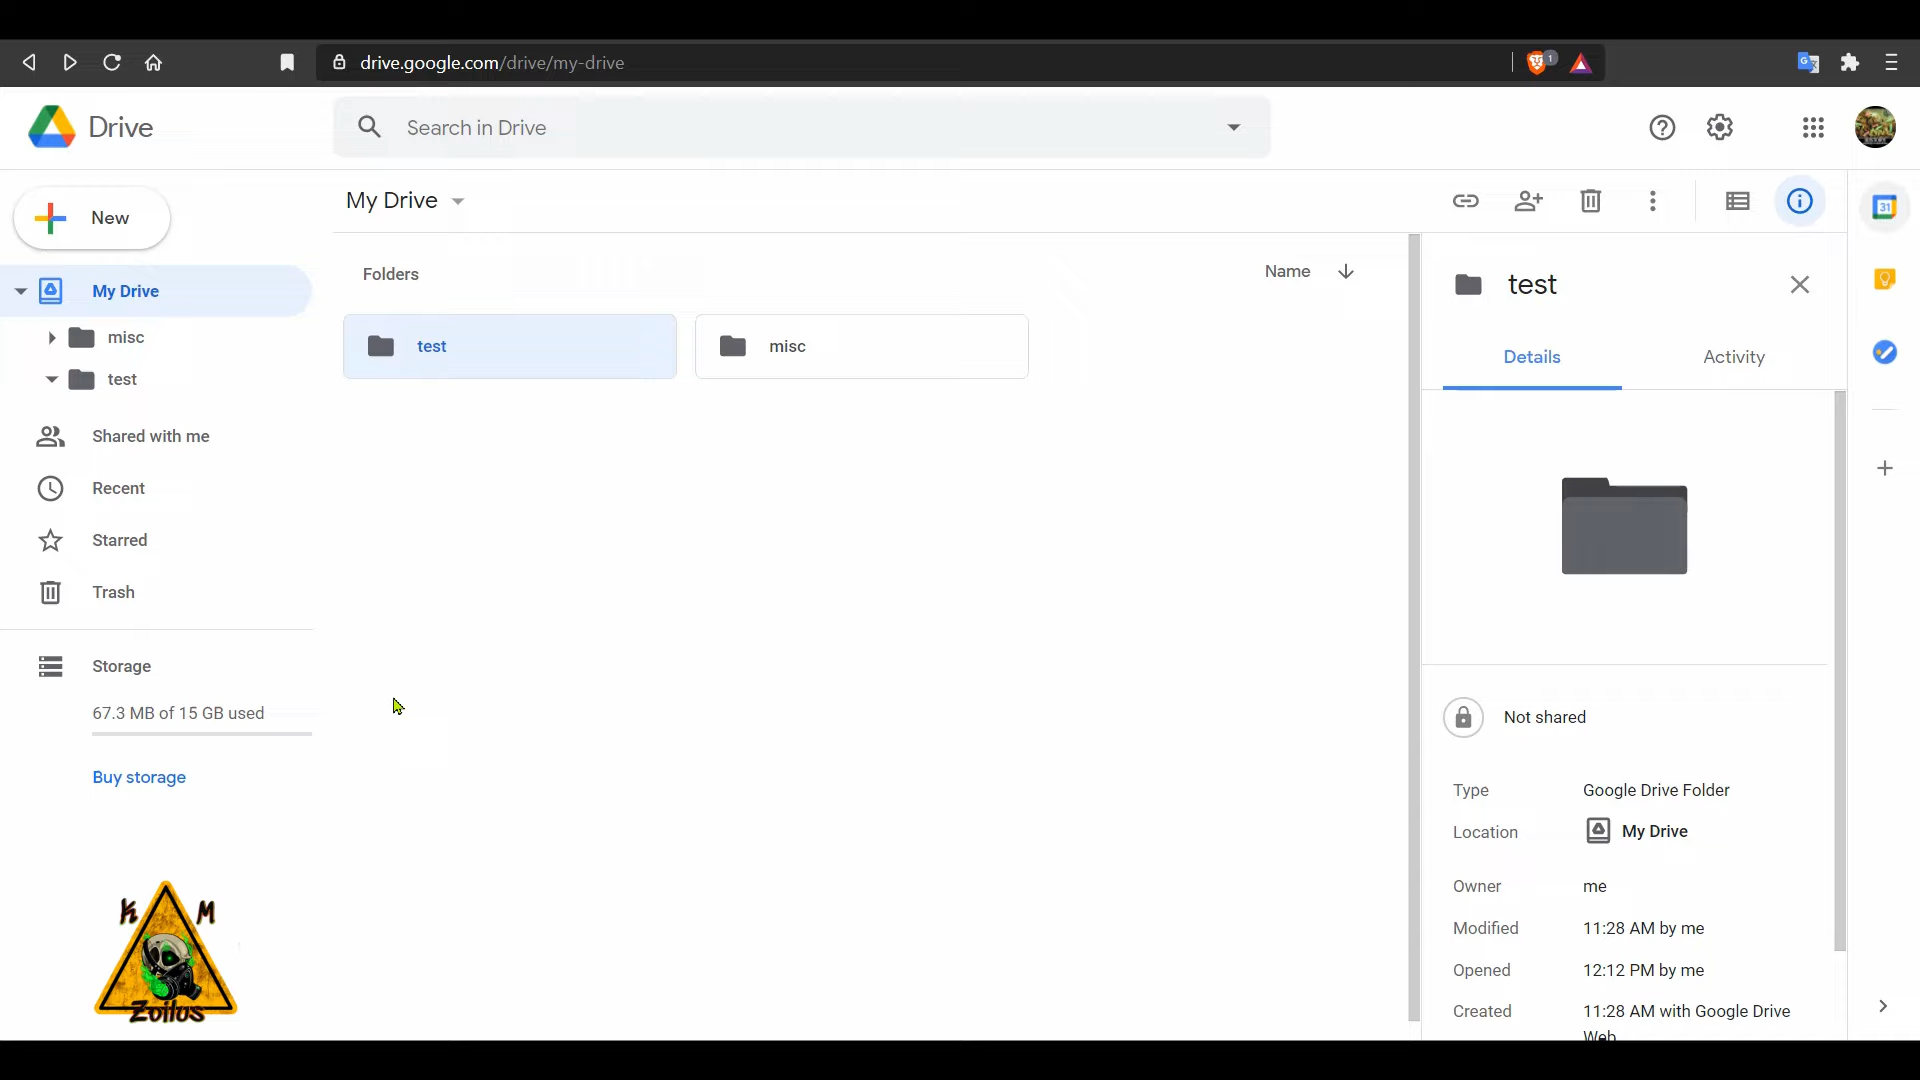 drive.google.com/drive/my-drive
1
Drive
Search in Drive
New
My Drive
My Drive
misc
test
Shared with me
Recent
Starred
Trash
Storage
67.3 MB of 15 GB used
Buy storage
K M
Zoilus
Folders
Name
test
misc
test
Details
Activity
Not shared
Type Google Drive Folder
Location My Drive
Owner me
Modified 11:28 AM by me
Opened 12:12 PM by me
Created 11:28 AM with Google Drive
Web
31